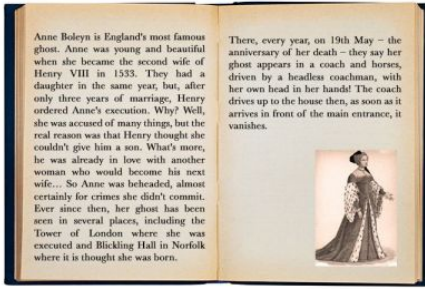 Anne Boleyn is England's most famous
ghost. Anne was young and beautiful
when she became the second wife of
Henry VIII in 1533. They had a
daughter in the same year, but, after
only three years of marriage, Henry
ordered Anne's execution. Why? Well,
she was accused of many things, but the
real reason was that Henry thought she
couldn't give him a son. What's more,
he was already in love with another
woman who would become his next
wife... So Anne was beheaded, almost
certainly for crimes she didn't commit.
Ever since then, her ghost has been
seen in several places, including the
Tower of London where she was
executed and Blickling Hall in Norfolk
where it is thought she was born.
There, every year, on 19th May – the
anniversary of her death – they say her
ghost appears in a coach and horses,
driven by a headless coachman, with
her own head in her hands! The coach
drives up to the house then, as soon as it
arrives in front of the main entrance, it
vanishes.